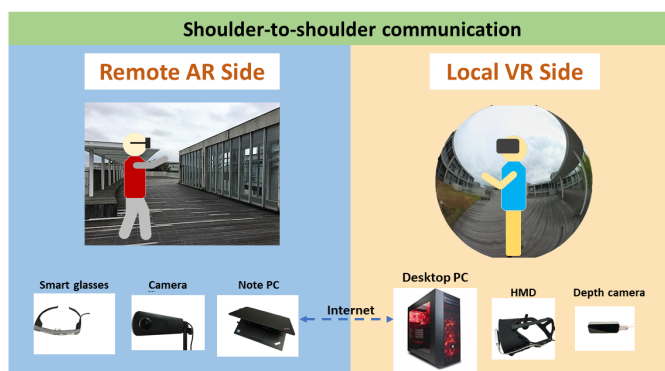 Shoulder-to-shoulder communication
Remote AR Side
Local VR Side
Smart glasses
Camera
Note PC
Internet
Desktop PC
HMD
Depth camera